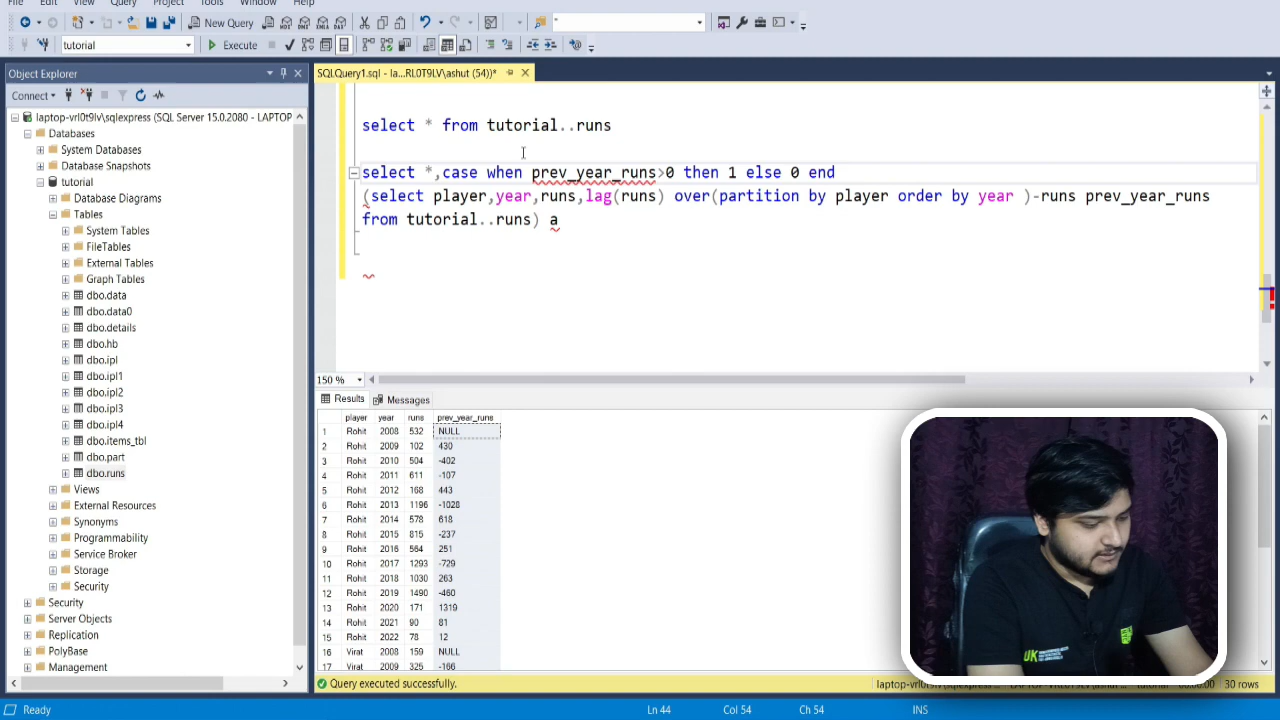 File Edit View Query Project Tools Window Help
New Query
tutorial Execute
Object Explorer
Connect
laptop-vrl0t9lv\sqlexpress (SQL Server 15.0.2080 - LAPTOP
Databases
System Databases
Database Snapshots
tutorial
Database Diagrams
Tables
System Tables
FileTables
External Tables
Graph Tables
dbo.data
dbo.data0
dbo.details
dbo.hb
dbo.ipl
dbo.ipl1
dbo.ipl2
dbo.ipl3
dbo.ipl4
dbo.items_tbl
dbo.part
dbo.runs
Views
External Resources
Synonyms
Programmability
Service Broker
Storage
Security
Security
Server Objects
Replication
PolyBase
Management
SQLQuery1.sql - la...RL0T9LV\ashut (54))*
select * from tutorial..runs
select *,case when prev_year_runs>0 then 1 else 0 end
(select player,year,runs,lag(runs) over(partition by player order by year )-runs prev_year_runs
from tutorial..runs) a
150 %
Results Messages
player year runs prev_year_runs
1 Rohit 2008 532 NULL
2 Rohit 2009 102 430
3 Rohit 2010 504 -402
4 Rohit 2011 611 -107
5 Rohit 2012 168 443
6 Rohit 2013 1196 -1028
7 Rohit 2014 578 618
8 Rohit 2015 815 -237
9 Rohit 2016 564 251
10 Rohit 2017 1293 -729
11 Rohit 2018 1030 263
12 Rohit 2019 1490 -460
13 Rohit 2020 171 1319
14 Rohit 2021 90 81
15 Rohit 2022 78 12
16 Virat 2008 159 NULL
17 Virat 2009 325 -166
Query executed successfully. laptop-vrl0t9lv\sqlexpress 30 rows
Ready Ln 44 Col 54 Ch 54 INS